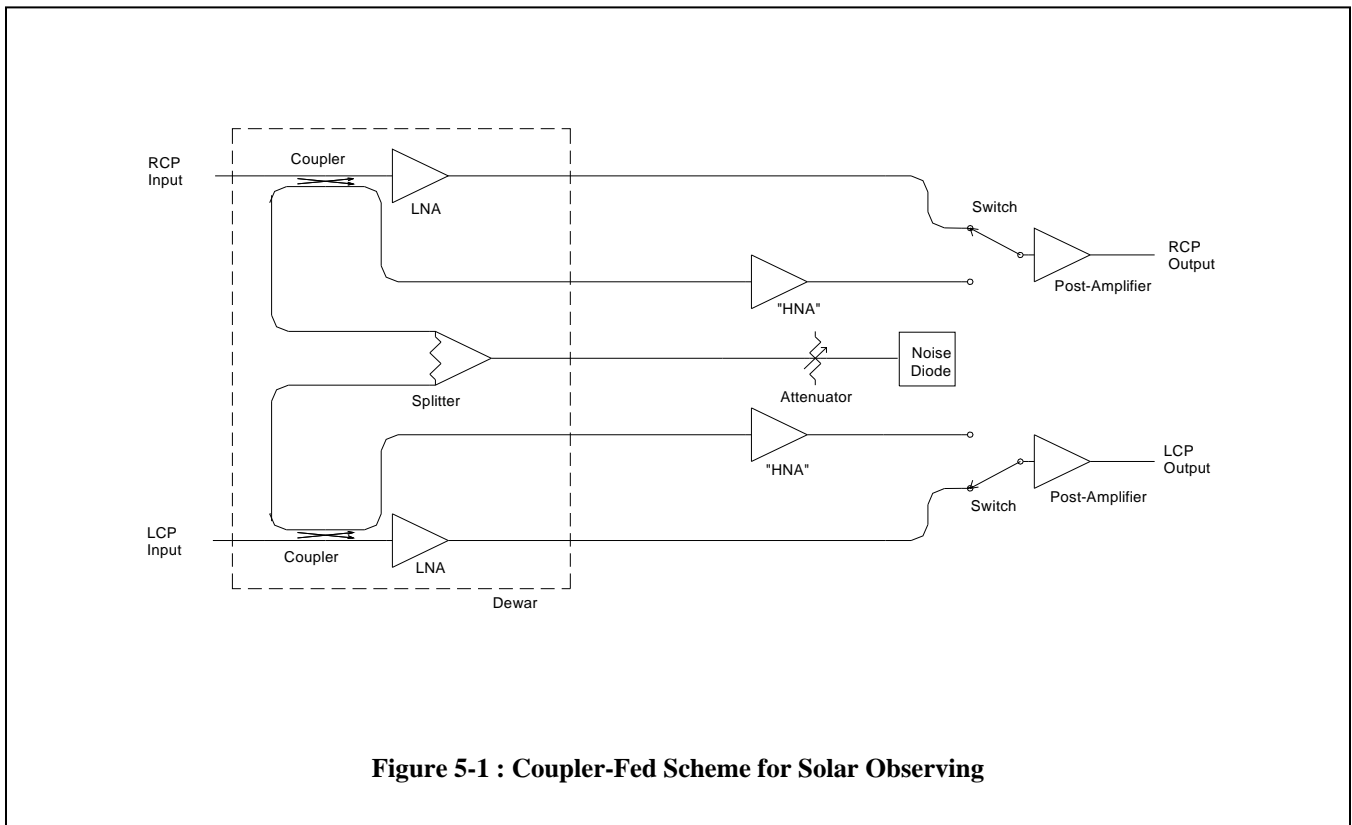 RCP
Input
Coupler
LNA
Switch
RCP
Output
Post-Amplifier
"HNA"
Noise
Diode
Attenuator
Splitter
"HNA"
LCP
Output
Post-Amplifier
Switch
LCP
Input
Coupler
LNA
Dewar
Figure 5-1 : Coupler-Fed Scheme for Solar Observing